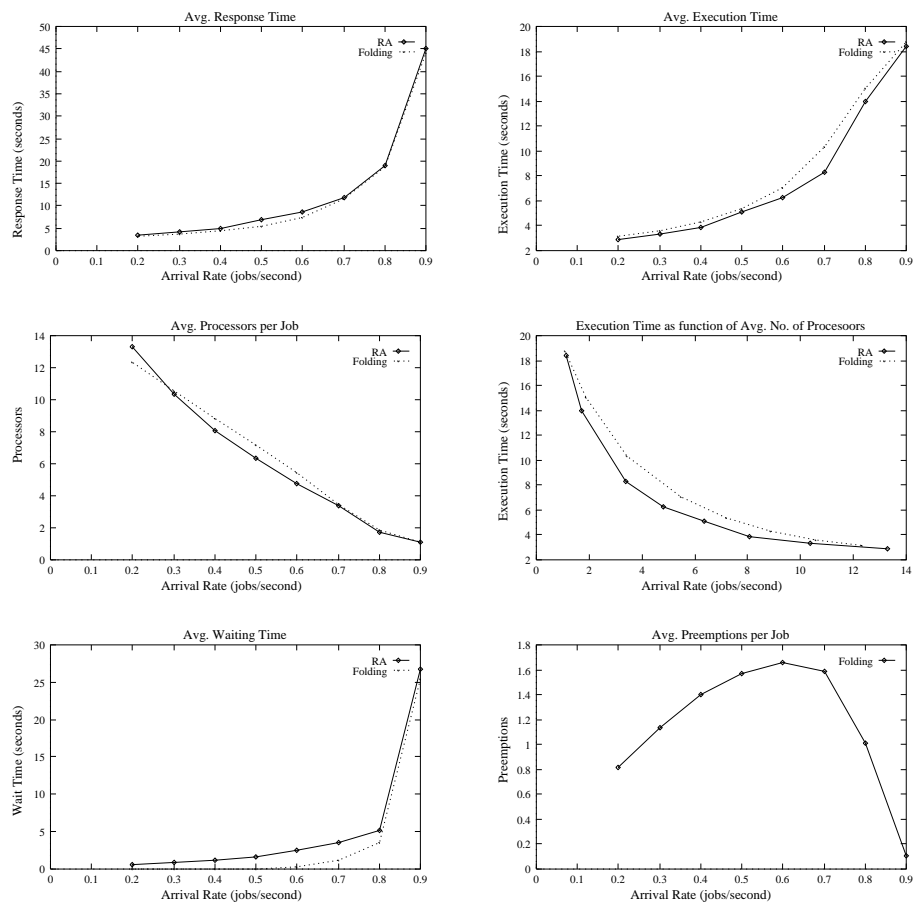 Avg. Response Time
50
45
40
35
30
25
20
15
10
5
0
0 0.1 0.2 0.3 0.4 0.5 0.6 0.7 0.8 0.9
Response Time (seconds)
Arrival Rate (jobs/second)
RA
Folding
Avg. Execution Time
20
18
16
14
12
10
8
6
4
2
0 0.1 0.2 0.3 0.4 0.5 0.6 0.7 0.8 0.9
Execution Time (seconds)
Arrival Rate (jobs/second)
RA
Folding
Avg. Processors per Job
14
12
10
8
6
4
2
0
0 0.1 0.2 0.3 0.4 0.5 0.6 0.7 0.8 0.9
Processors
Arrival Rate (jobs/second)
RA
Folding
Execution Time as function of Avg. No. of Procesoors
20
18
16
14
12
10
8
6
4
2
0 2 4 6 8 10 12 14
Execution Time (seconds)
Arrival Rate (jobs/second)
RA
Folding
Avg. Waiting Time
30
25
20
15
10
5
0
0 0.1 0.2 0.3 0.4 0.5 0.6 0.7 0.8 0.9
Wait Time (seconds)
Arrival Rate (jobs/second)
RA
Folding
Avg. Preemptions per Job
1.8
1.6
1.4
1.2
1
0.8
0.6
0.4
0.2
0
0 0.1 0.2 0.3 0.4 0.5 0.6 0.7 0.8 0.9
Preemptions
Arrival Rate (jobs/second)
Folding